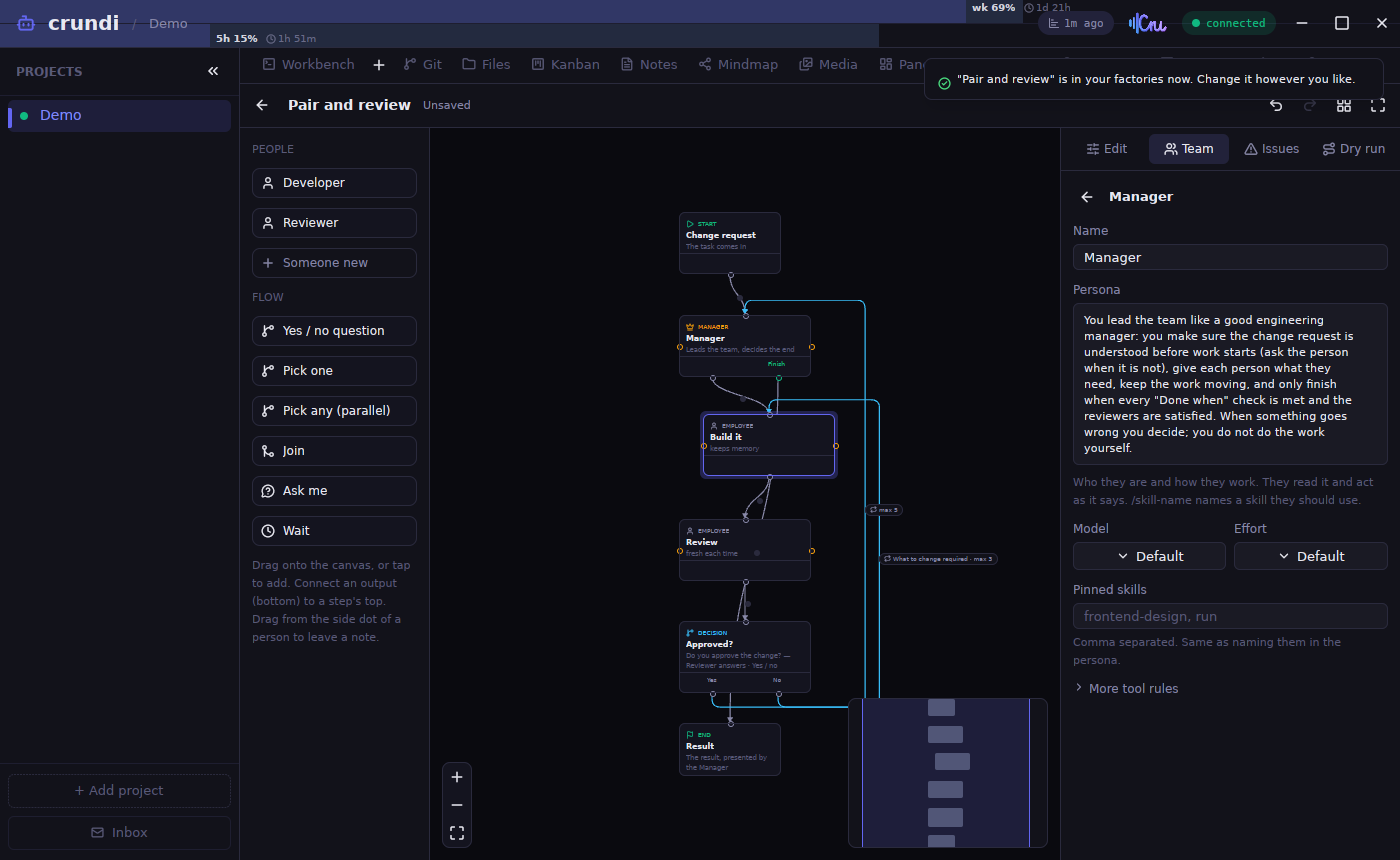 crundi / Demo
wk 69% 1d 21h
5h 15% 1h 51m
1m ago
Cru
connected
PROJECTS
Demo
+ Add project
Inbox
Workbench
Git
Files
Kanban
Notes
Mindmap
Media
"Pair and review" is in your factories now. Change it however you like.
Pair and review Unsaved
PEOPLE
Developer
Reviewer
Someone new
FLOW
Yes / no question
Pick one
Pick any (parallel)
Join
Ask me
Wait
Drag onto the canvas, or tap
to add. Connect an output
(bottom) to a step's top.
Drag from the side dot of a
person to leave a note.
START
Change request
The task comes in
MANAGER
Manager
Leads the team, decides the end
Finish
EMPLOYEE
Build it
keeps memory
EMPLOYEE
Review
fresh each time
max 5
What to change required · max 3
DECISION
Approved?
Do you approve the change? —
Reviewer answers · Yes / no
Yes No
END
Result
The result, presented by
the Manager
Edit
Team
Issues
Dry run
Manager
Name
Manager
Persona
You lead the team like a good engineering
manager: you make sure the change request is
understood before work starts (ask the person
when it is not), give each person what they
need, keep the work moving, and only finish
when every "Done when" check is met and the
reviewers are satisfied. When something goes
wrong you decide; you do not do the work
yourself.
Who they are and how they work. They read it and act
as it says. /skill-name names a skill they should use.
Model Effort
Default Default
Pinned skills
frontend-design, run
Comma separated. Same as naming them in the
persona.
More tool rules